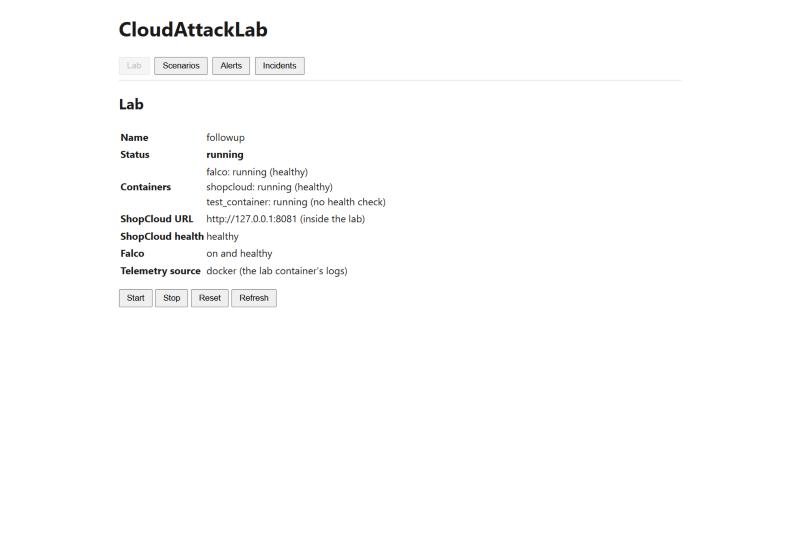 CloudAttackLab
Lab Scenarios Alerts Incidents
Lab
Name followup
Status running
falco: running (healthy)
Containers shopcloud: running (healthy)
test_container: running (no health check)
ShopCloud URL http://127.0.0.1:8081 (inside the lab)
ShopCloud health healthy
Falco on and healthy
Telemetry source docker (the lab container's logs)
Start Stop Reset Refresh